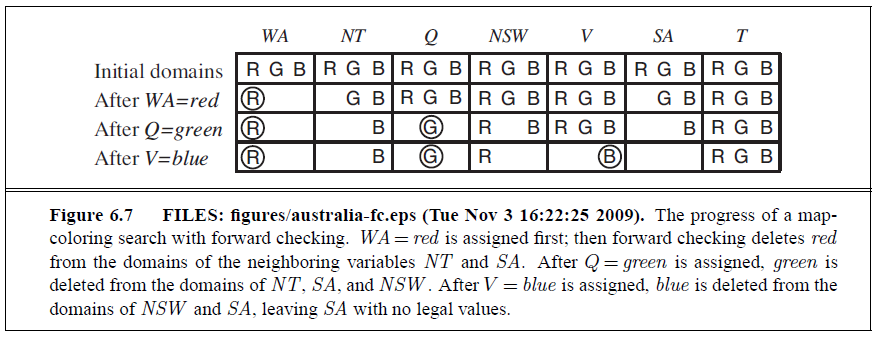 WA NT Q NSW V SA T
Initial domains R G B R G B R G B R G B R G B R G B R G B
After WA=red R G B R G B R G B R G B G B R G B
After Q=green R B G R B R G B B R G B
After V=blue R B G R B R G B
Figure 6.7 FILES: figures/australia-fc.eps (Tue Nov 3 16:22:25 2009). The progress of a map-
coloring search with forward checking. WA = red is assigned first; then forward checking deletes red
from the domains of the neighboring variables NT and SA. After Q = green is assigned, green is
deleted from the domains of NT, SA, and NSW. After V = blue is assigned, blue is deleted from the
domains of NSW and SA, leaving SA with no legal values.